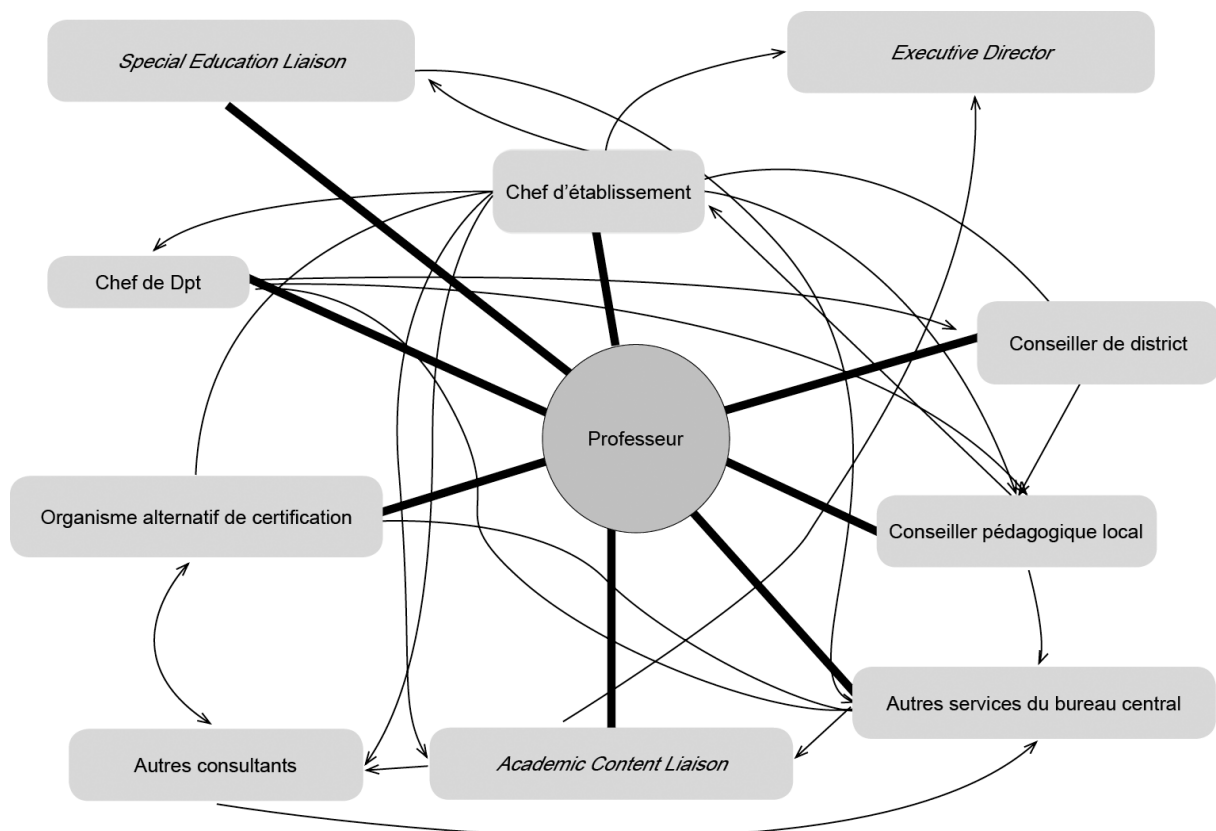 Special Education Liaison
Executive Director
Chef d’établissement
Chef de Dpt
Conseiller de district
Professeur
Organisme alternatif de certification
Conseiller pédagogique local
Autres services du bureau central
Autres consultants
Academic Content Liaison